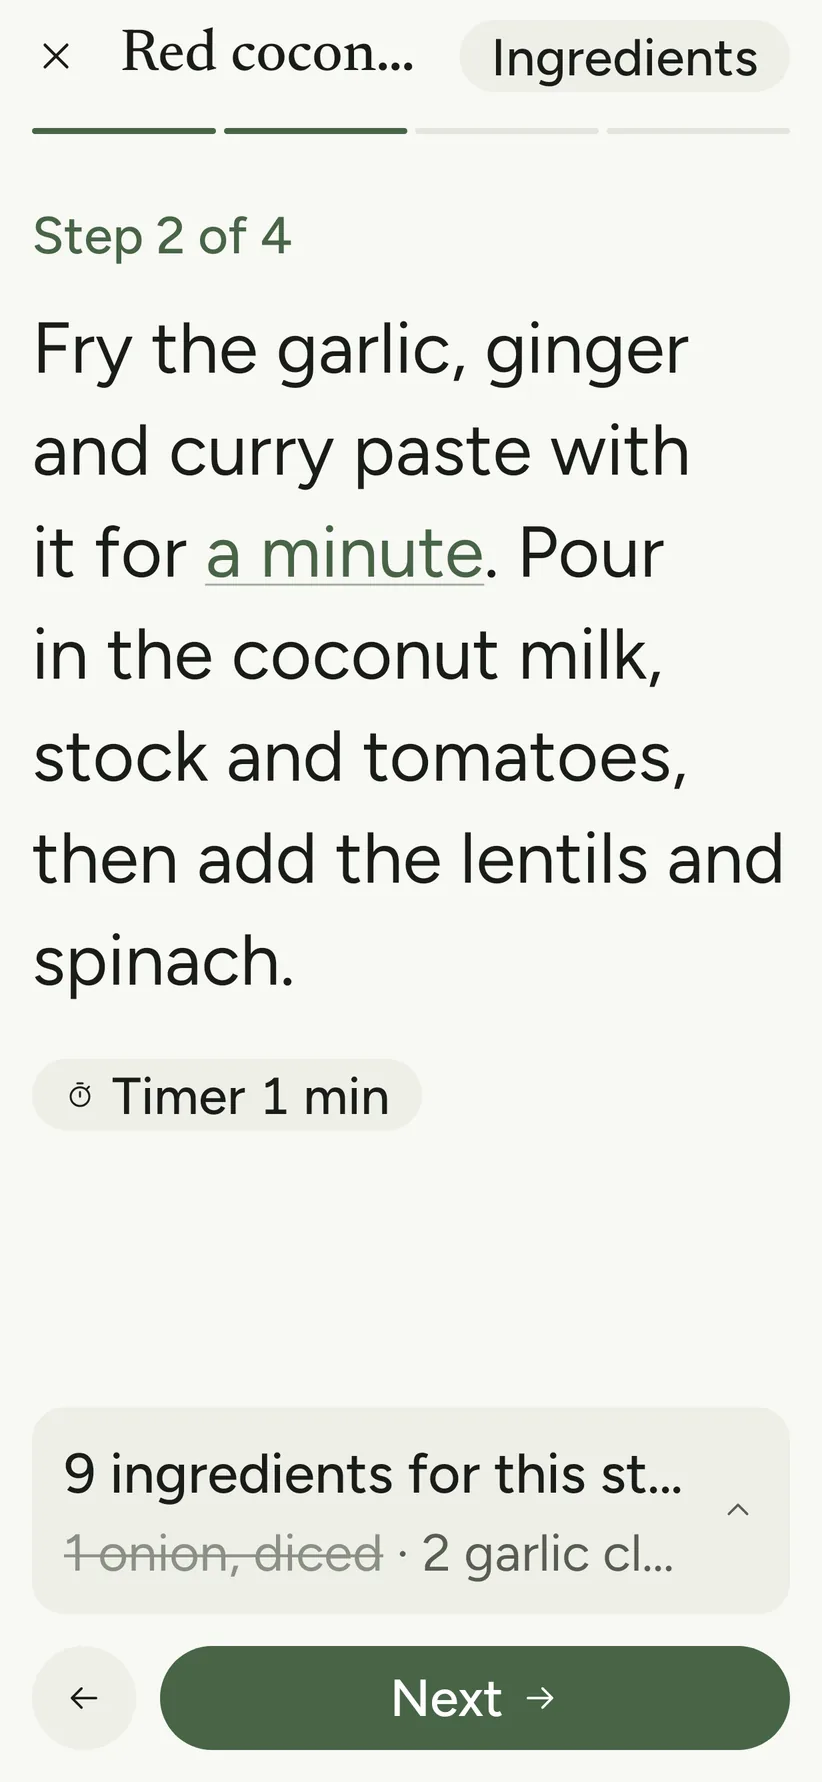 Red cocon...
Ingredients
Step 2 of 4
Fry the garlic, ginger
and curry paste with
it for a minute. Pour
in the coconut milk,
stock and tomatoes,
then add the lentils and
spinach.
Timer 1 min
9 ingredients for this st...
1 onion, diced · 2 garlic cl...
Next →